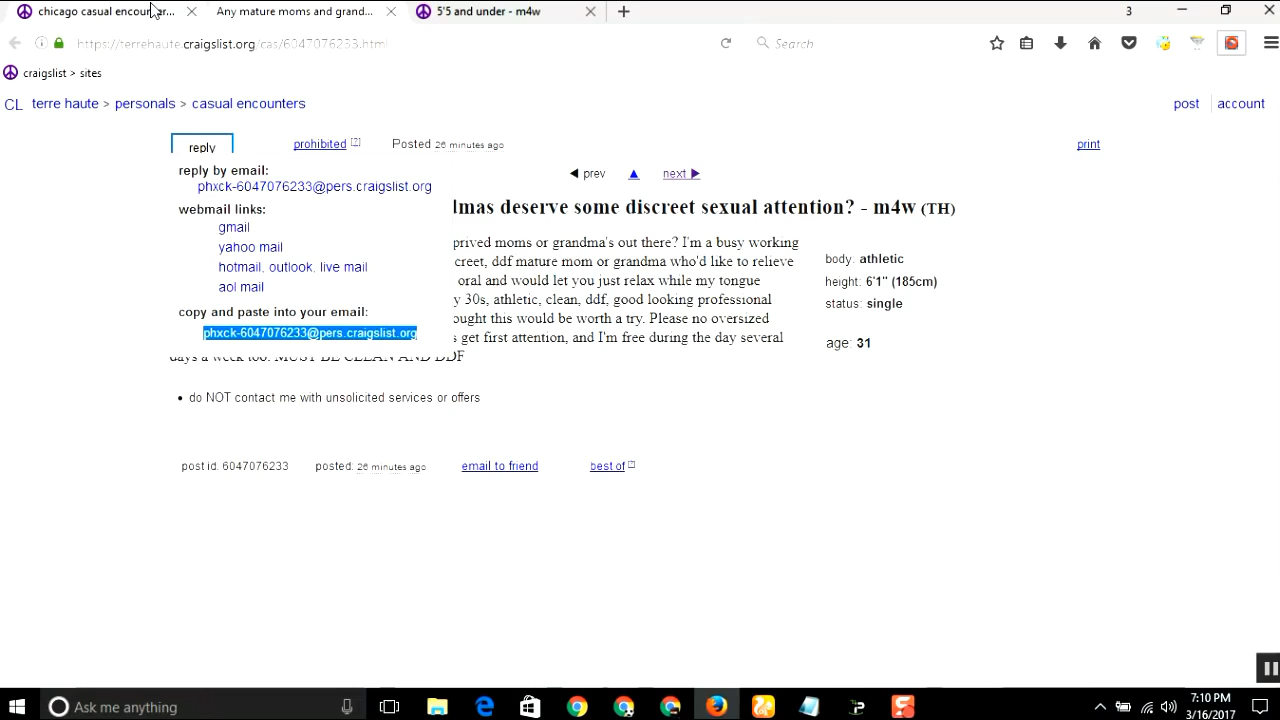 chicago casual encounter...
Any mature moms and grand...
5'5 and under - m4w
3
https://terrehaute.craigslist.org/cas/6047076233.html
Search
craigslist > sites
CL terre haute > personals > casual encounters
post account
reply prohibited [?] Posted 26 minutes ago print
reply by email:
phxck-6047076233@pers.craigslist.org
webmail links:
gmail
yahoo mail
hotmail, outlook, live mail
aol mail
copy and paste into your email:
phxck-6047076233@pers.craigslist.org
◀ prev ▲ next ▶
dmas deserve some discreet sexual attention? - m4w (TH)
prived moms or grandma's out there? I'm a busy working
creet, ddf mature mom or grandma who'd like to relieve
oral and would let you just relax while my tongue
y 30s, athletic, clean, ddf, good looking professional
ought this would be worth a try. Please no oversized
s get first attention, and I'm free during the day several
days a week too. MUST BE CLEAN AND DDF
body: athletic
height: 6'1" (185cm)
status: single
age: 31
• do NOT contact me with unsolicited services or offers
post id: 6047076233 posted: 26 minutes ago email to friend best of [?]
Ask me anything
7:10 PM
3/16/2017